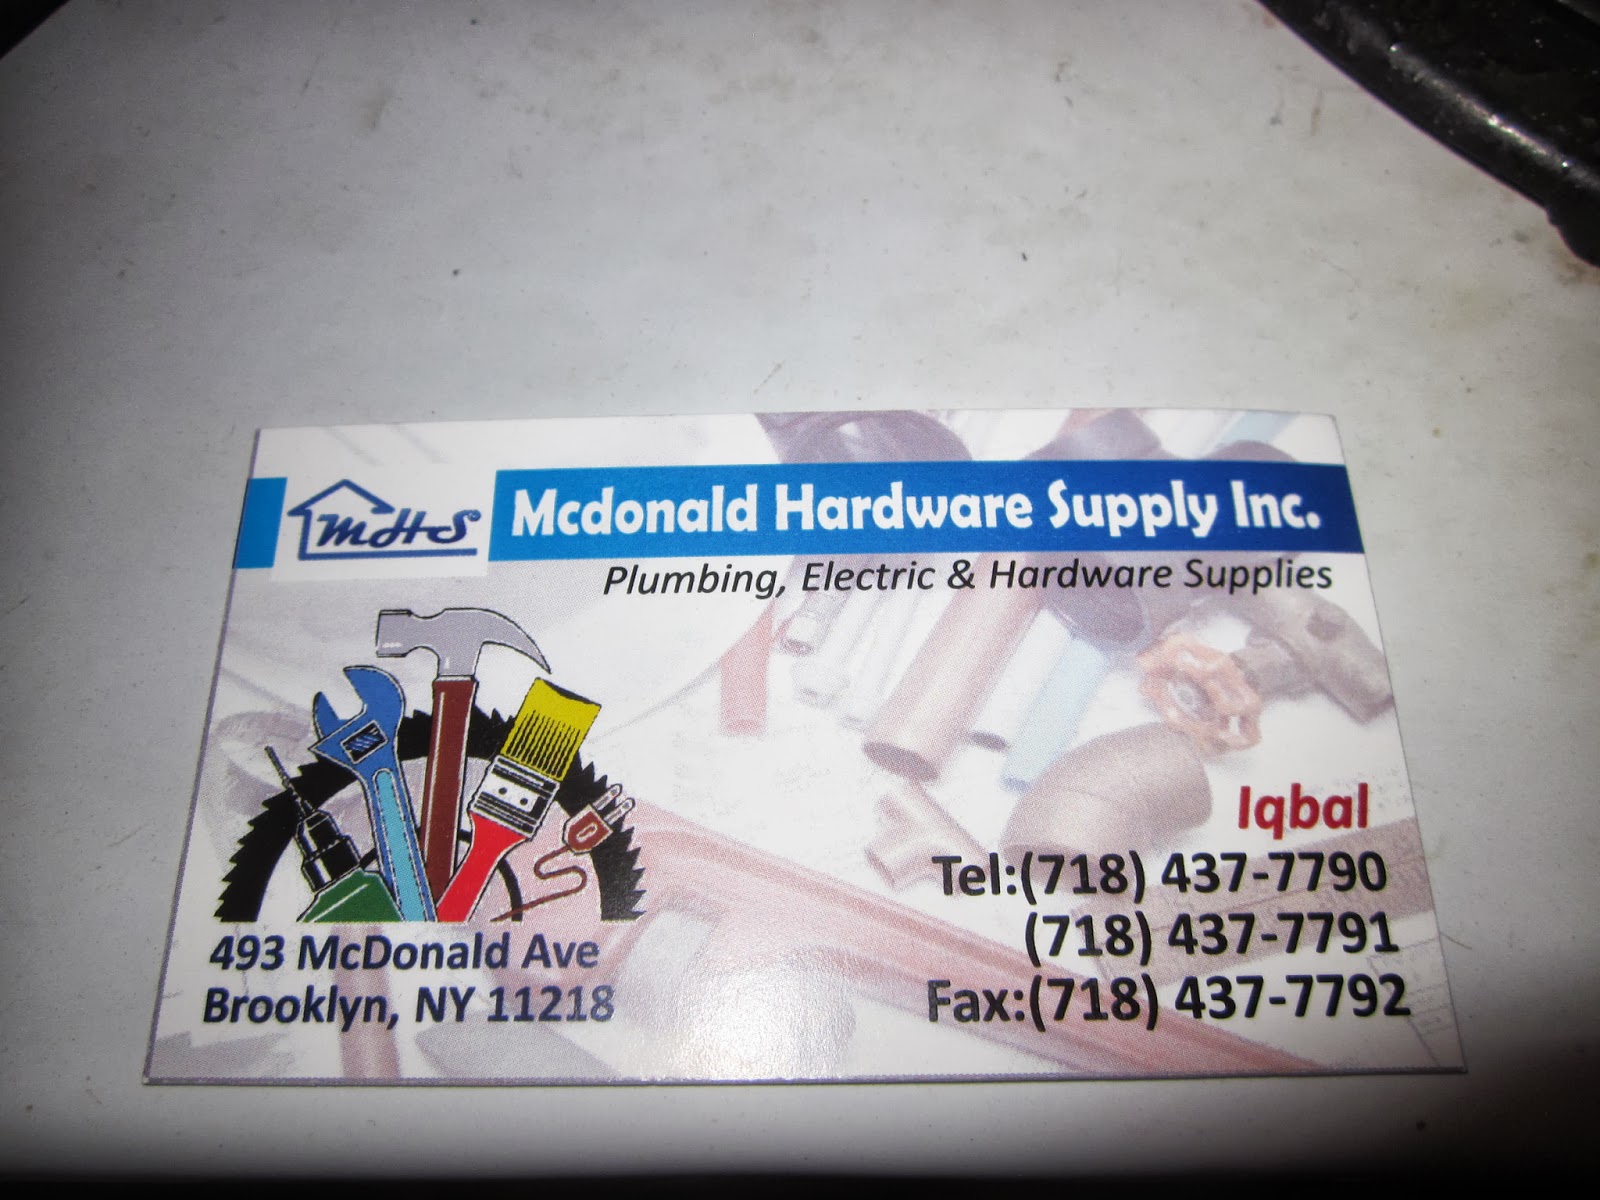 MHS
Mcdonald Hardware Supply Inc.
Plumbing, Electric & Hardware Supplies
Iqbal
Tel:(718) 437-7790
(718) 437-7791
Fax:(718) 437-7792
493 McDonald Ave
Brooklyn, NY 11218